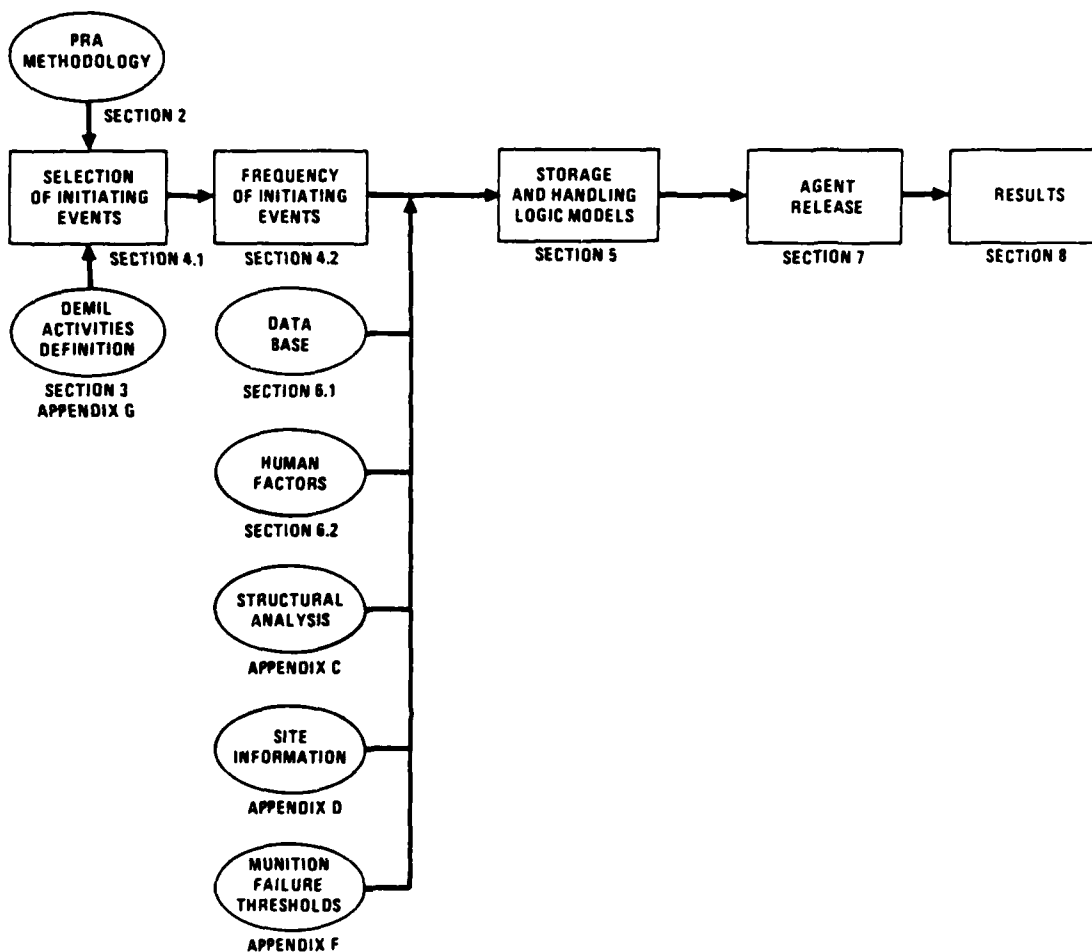 PRA
METHODOLOGY
SECTION 2
SELECTION
OF INITIATING
EVENTS
SECTION 4.1
DEMIL
ACTIVITIES
DEFINITION
SECTION 3
APPENDIX G
FREQUENCY
OF INITIATING
EVENTS
SECTION 4.2
DATA
BASE
SECTION 6.1
HUMAN
FACTORS
SECTION 6.2
STRUCTURAL
ANALYSIS
APPENDIX C
SITE
INFORMATION
APPENDIX D
MUNITION
FAILURE
THRESHOLDS
APPENDIX F
STORAGE
AND HANDLING
LOGIC MODELS
SECTION 5
AGENT
RELEASE
SECTION 7
RESULTS
SECTION 8